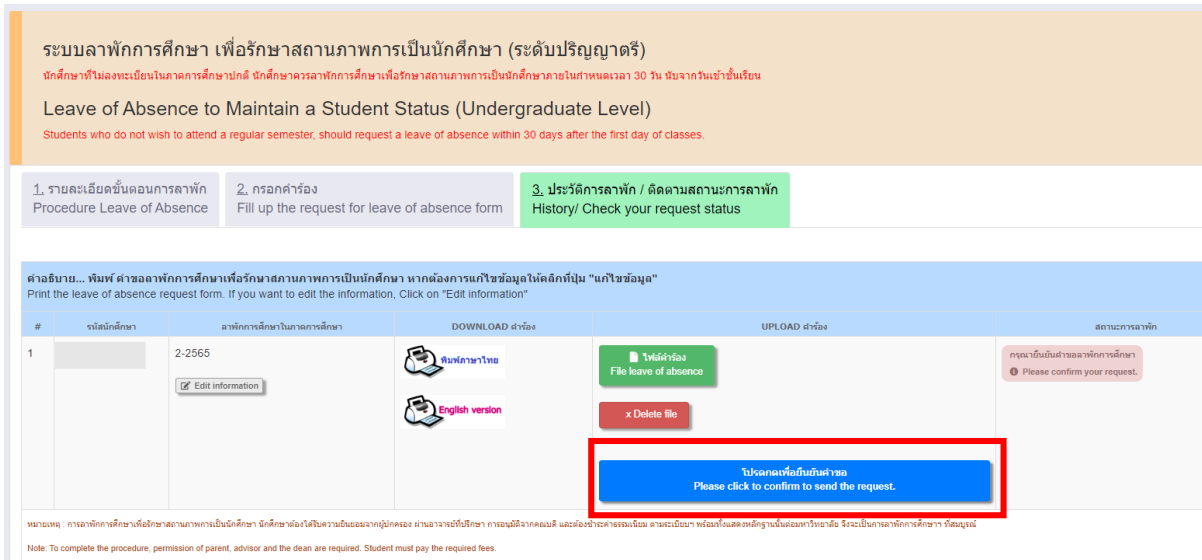 ระบบลาพักการศึกษา เพื่อรักษาสถานภาพการเป็นนักศึกษา (ระดับปริญญาตรี)
นักศึกษาที่ไม่ลงทะเบียนในภาคการศึกษาปกติ นักศึกษาควรลาพักการศึกษาเพื่อรักษาสถานภาพการเป็นนักศึกษาภายในกำหนดเวลา 30 วัน นับจากวันเข้าชั้นเรียน
Leave of Absence to Maintain a Student Status (Undergraduate Level)
Students who do not wish to attend a regular semester, should request a leave of absence within 30 days after the first day of classes.
1. รายละเอียดขั้นตอนการลาพัก
Procedure Leave of Absence
2. กรอกคำร้อง
Fill up the request for leave of absence form
3. ประวัติการลาพัก / ติดตามสถานะการลาพัก
History/ Check your request status
คำอธิบาย... พิมพ์ คำขอลาพักการศึกษาเพื่อรักษาสถานภาพการเป็นนักศึกษา หากต้องการแก้ไขข้อมูลให้คลิกที่ปุ่ม "แก้ไขข้อมูล"
Print the leave of absence request form. If you want to edit the information, Click on "Edit information"
# รหัสนักศึกษา ลาพักการศึกษาในภาคการศึกษา DOWNLOAD คำร้อง UPLOAD คำร้อง สถานะการลาพัก
1 2-2565
Edit information
พิมพ์ภาษาไทย
English version
ไฟล์คำร้อง
File leave of absence
x Delete file
โปรดกดเพื่อยืนยันคำขอ
Please click to confirm to send the request.
กรุณายืนยันคำขอลาพักการศึกษา
Please confirm your request.
หมายเหตุ : การลาพักการศึกษาเพื่อรักษาสถานภาพการเป็นนักศึกษา นักศึกษาต้องได้รับความยินยอมจากผู้ปกครอง ผ่านอาจารย์ที่ปรึกษา การอนุมัติจากคณบดี และต้องชำระค่าธรรมเนียม ตามระเบียบฯ พร้อมทั้งแสดงหลักฐานนั้นต่อมหาวิทยาลัย จึงจะเป็นการลาพักการศึกษาฯ ที่สมบูรณ์
Note: To complete the procedure, permission of parent, advisor and the dean are required. Student must pay the required fees.